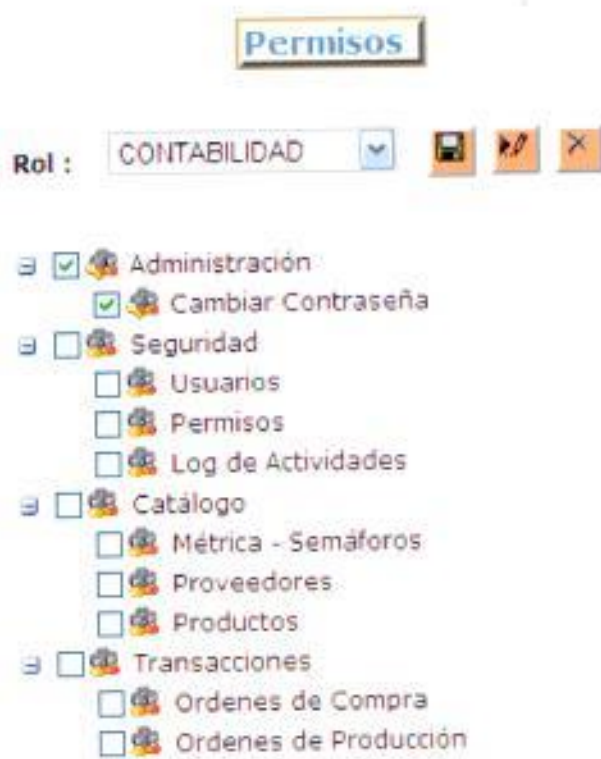 Permisos
Rol : CONTABILIDAD
Administración
Cambiar Contraseña
Seguridad
Usuarios
Permisos
Log de Actividades
Catálogo
Métrica - Semáforos
Proveedores
Productos
Transacciones
Ordenes de Compra
Ordenes de Producción